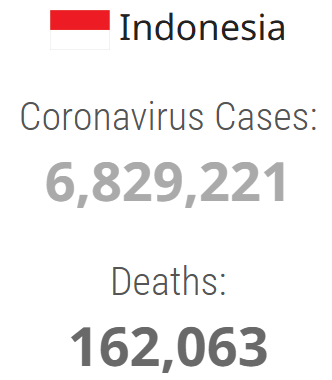 Indonesia
Coronavirus Cases:
6,829,221
Deaths:
162,063